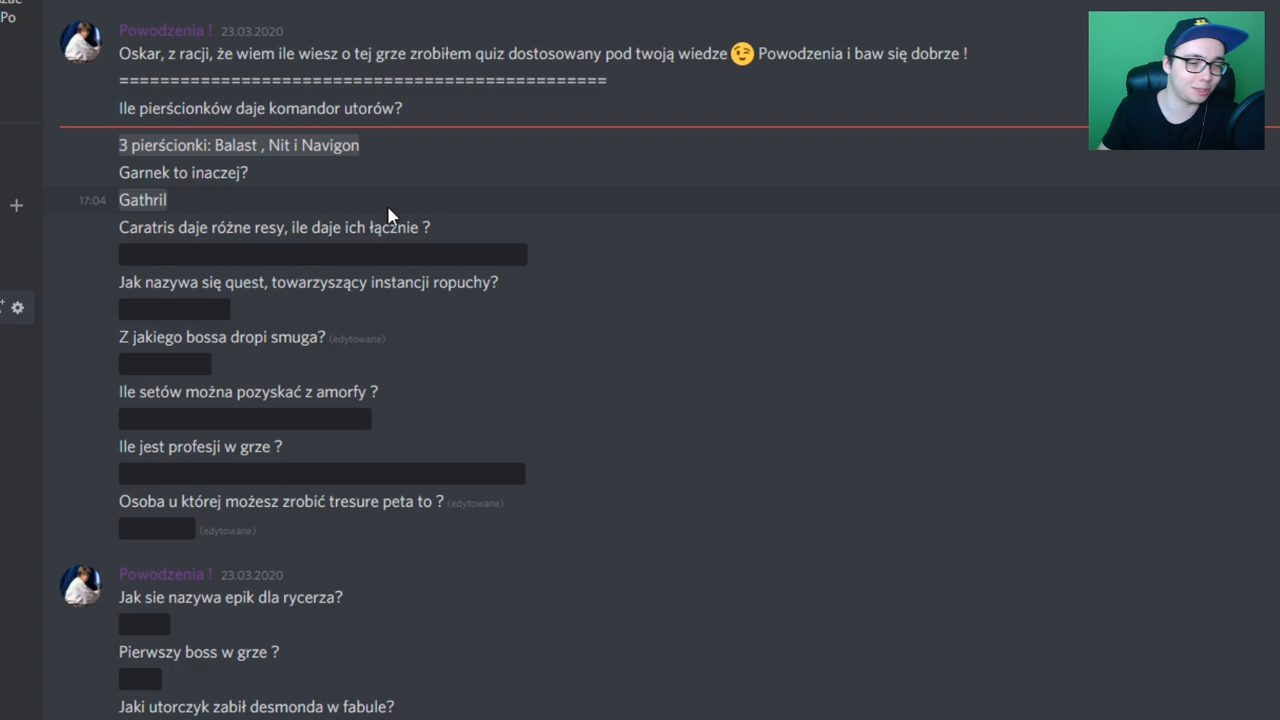 Po
Powodzenia ! 23.03.2020
Oskar, z racji, że wiem ile wiesz o tej grze zrobiłem quiz dostosowany pod twoją wiedze 😉 Powodzenia i baw się dobrze !
================================================
Ile pierścionków daje komandor utorów?
3 pierścionki: Balast , Nit i Navigon
Garnek to inaczej?
17:04 Gathril
Caratris daje różne resy, ile daje ich łącznie ?
Jak nazywa się quest, towarzyszący instancji ropuchy?
Z jakiego bossa dropi smuga? (edytowane)
Ile setów można pozyskać z amorfy ?
Ile jest profesji w grze ?
Osoba u której możesz zrobić tresure peta to ? (edytowane)
(edytowane)
Powodzenia ! 23.03.2020
Jak sie nazywa epik dla rycerza?
Pierwszy boss w grze ?
Jaki utorczyk zabił desmonda w fabule?